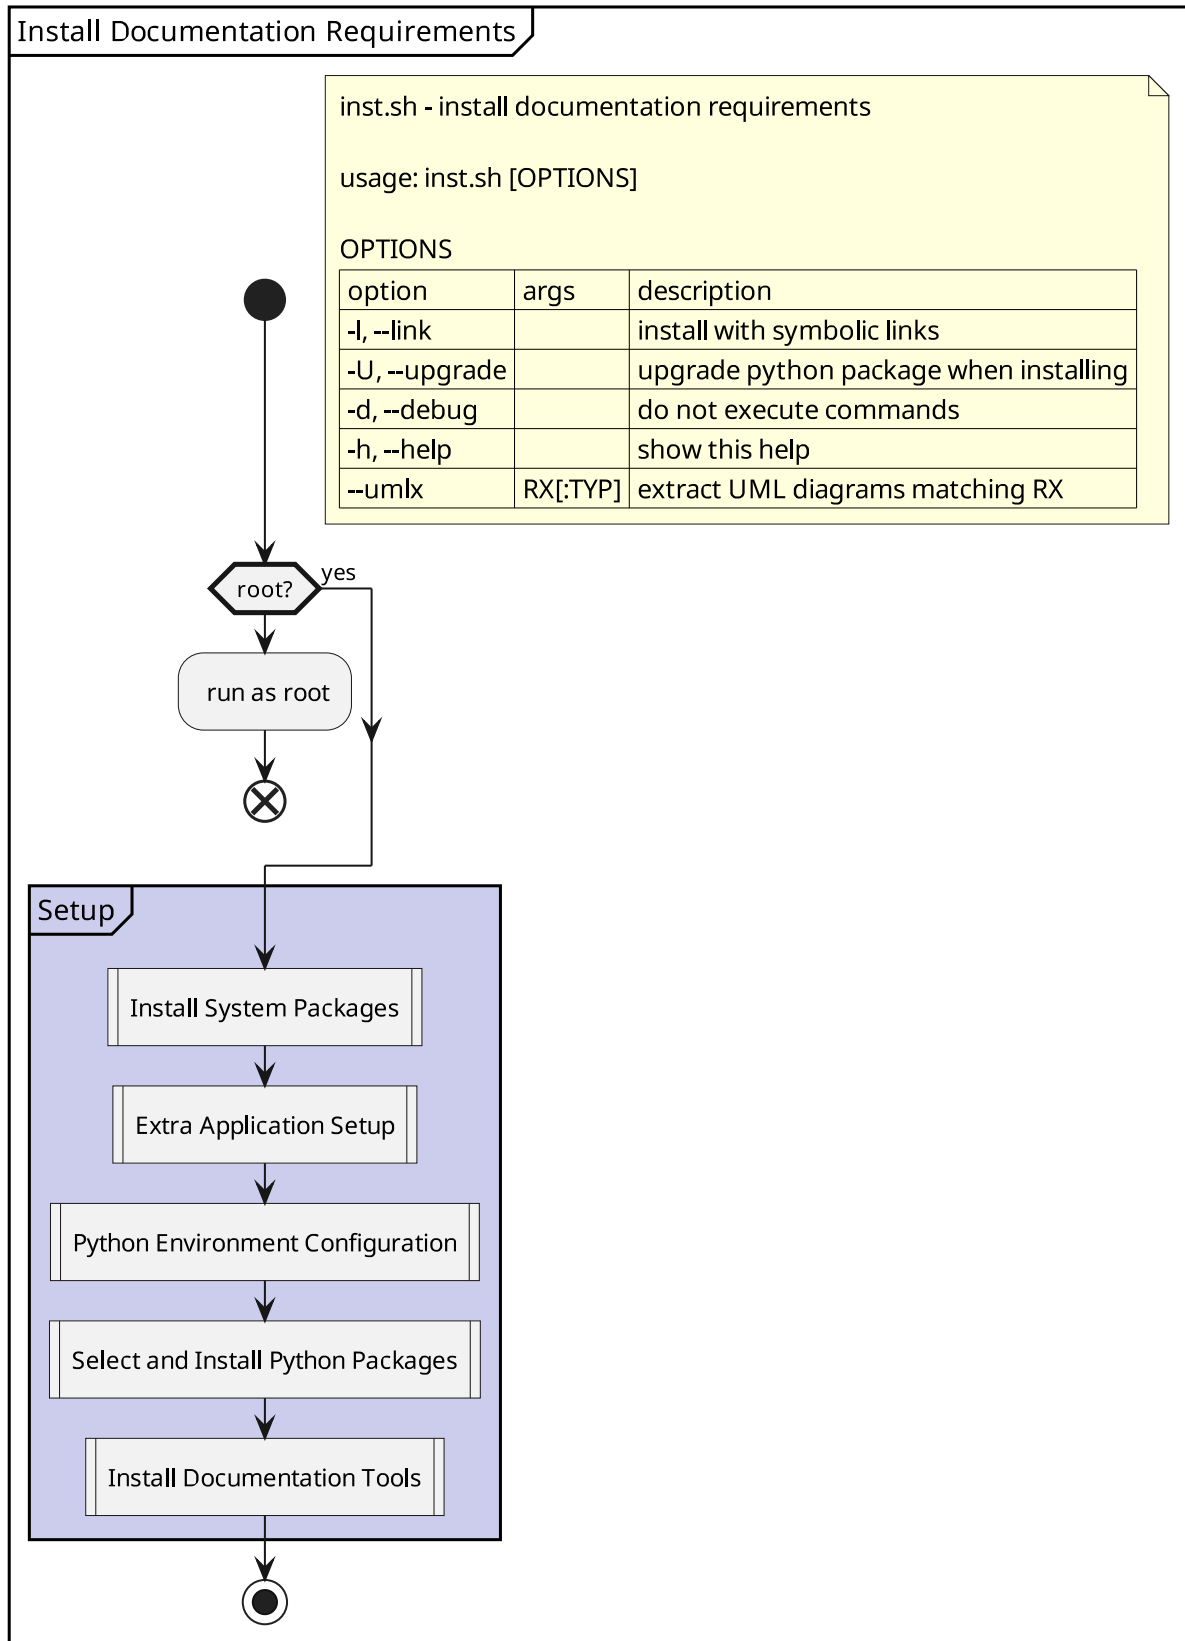 Install Documentation Requirements
inst.sh - install documentation requirements
usage: inst.sh [OPTIONS]
OPTIONS
option args description
-l, --link install with symbolic links
-U, --upgrade upgrade python package when installing
-d, --debug do not execute commands
-h, --help show this help
--umlx RX[:TYP] extract UML diagrams matching RX
root? yes
run as root
Setup
Install System Packages
Extra Application Setup
Python Environment Configuration
Select and Install Python Packages
Install Documentation Tools